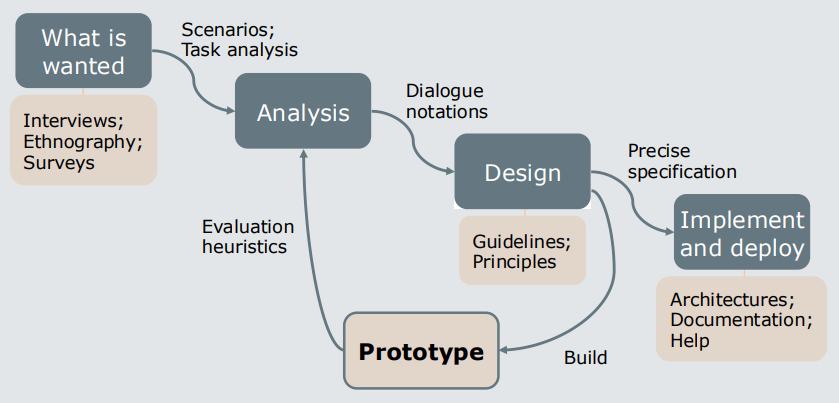 What is
wanted
Scenarios;
Task analysis
Interviews;
Ethnography;
Surveys
Analysis
Dialogue
notations
Design
Precise
specification
Guidelines;
Principles
Implement
and deploy
Architectures;
Documentation;
Help
Evaluation
heuristics
Prototype
Build